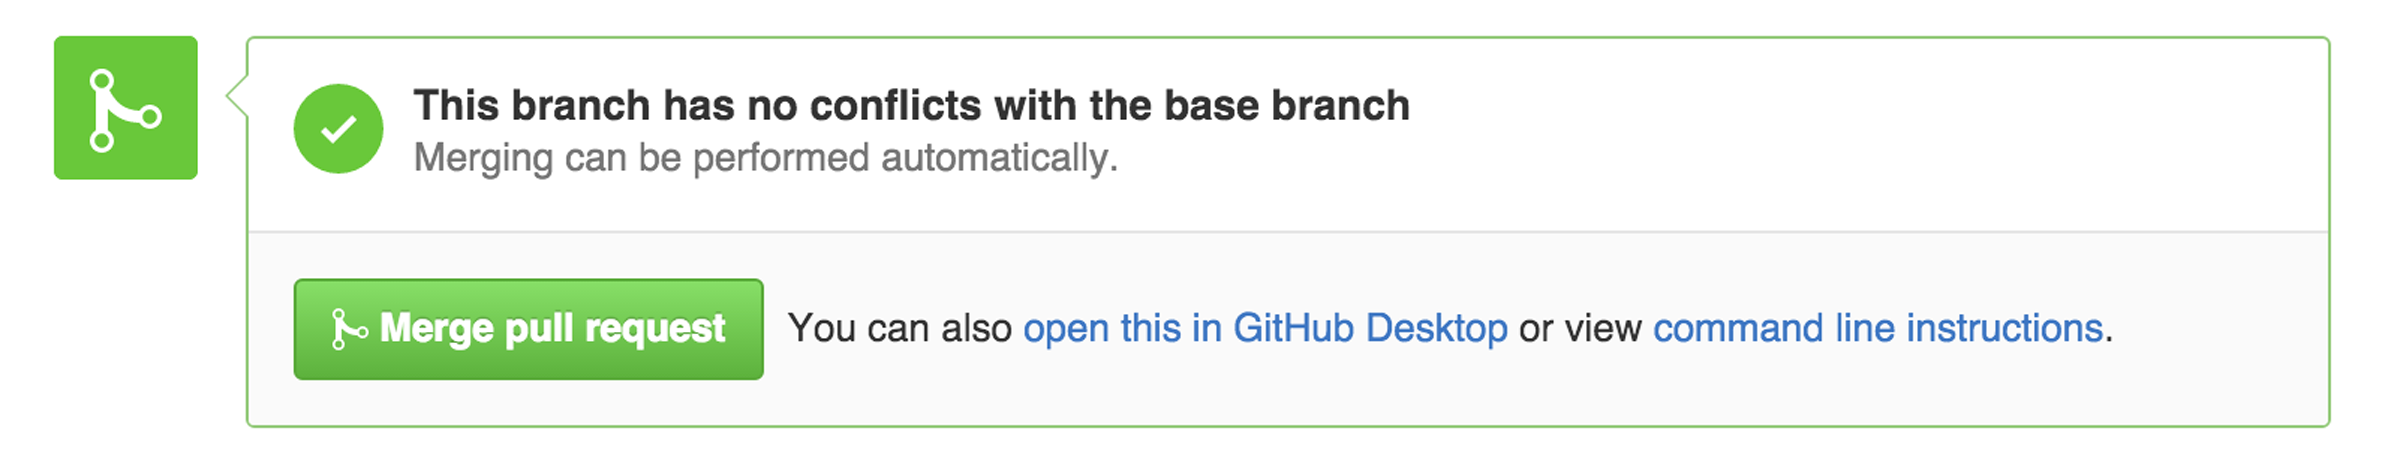 This branch has no conflicts with the base branch
Merging can be performed automatically.
Merge pull request You can also open this in GitHub Desktop or view command line instructions.